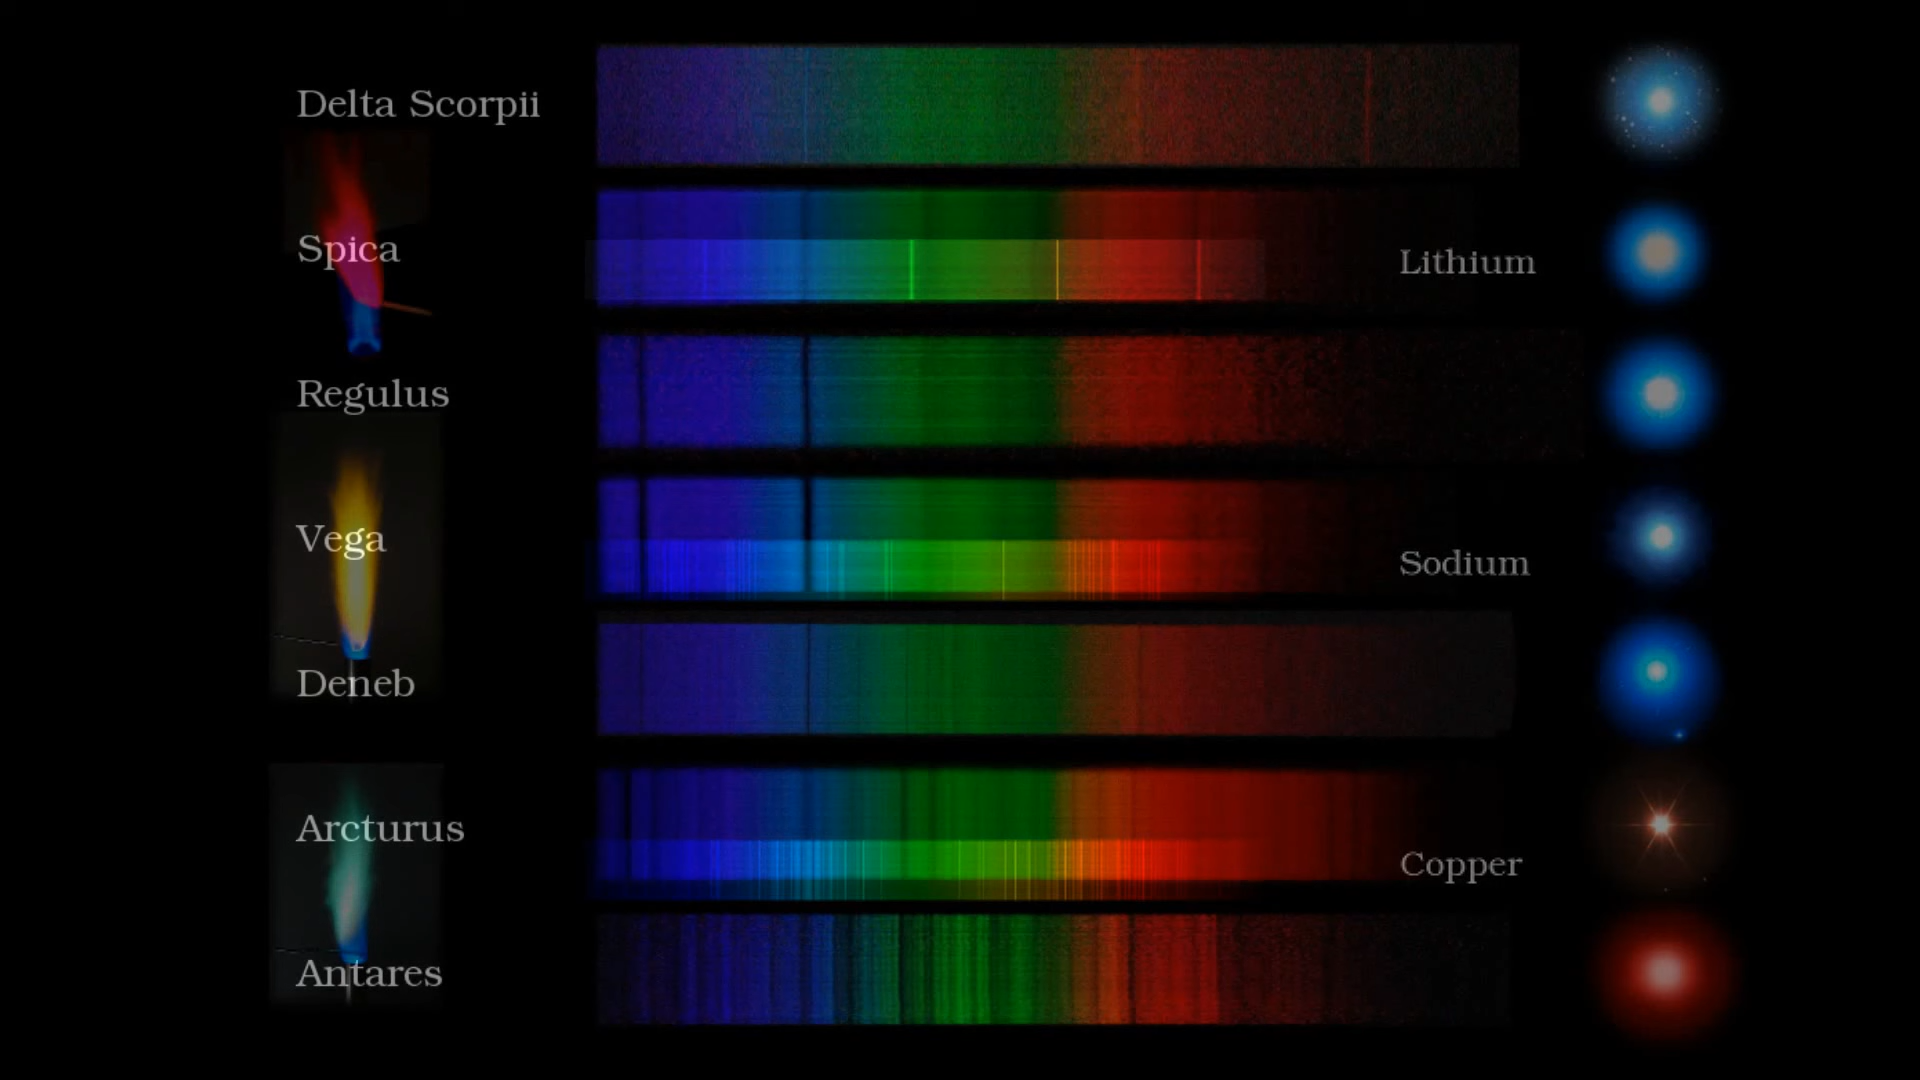 Delta Scorpii
Spica
Lithium
Regulus
Vega
Sodium
Deneb
Arcturus
Copper
Antares